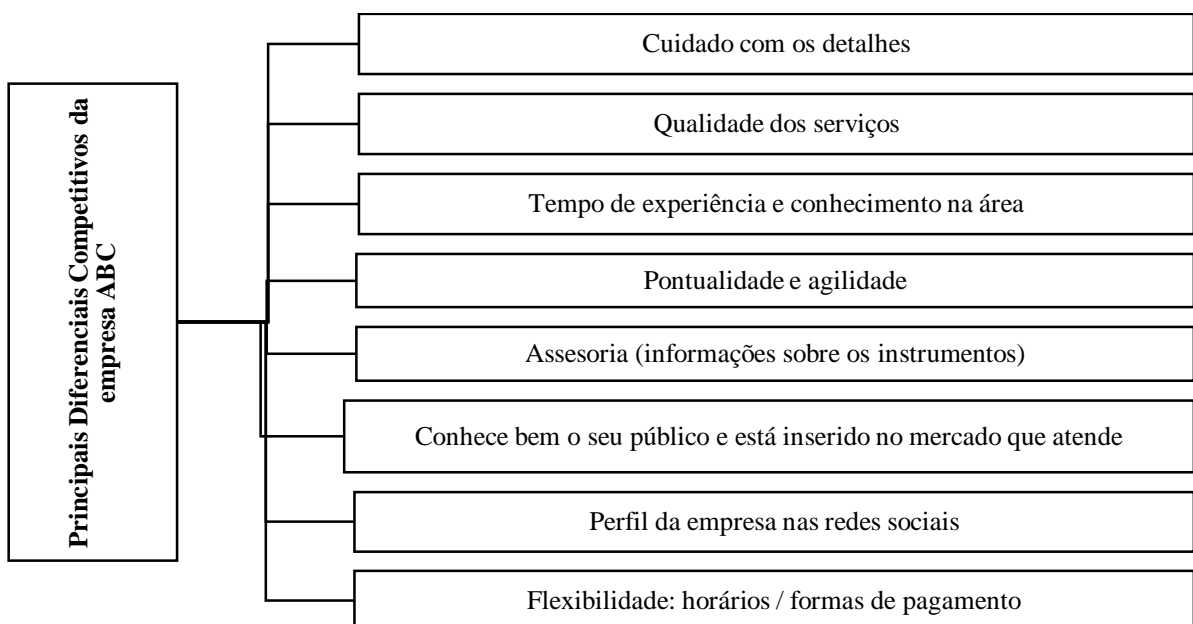 Principais Diferenciais Competitivos da
empresa ABC
Cuidado com os detalhes
Qualidade dos serviços
Tempo de experiência e conhecimento na área
Pontualidade e agilidade
Assesoria (informações sobre os instrumentos)
Conhece bem o seu público e está inserido no mercado que atende
Perfil da empresa nas redes sociais
Flexibilidade: horários / formas de pagamento